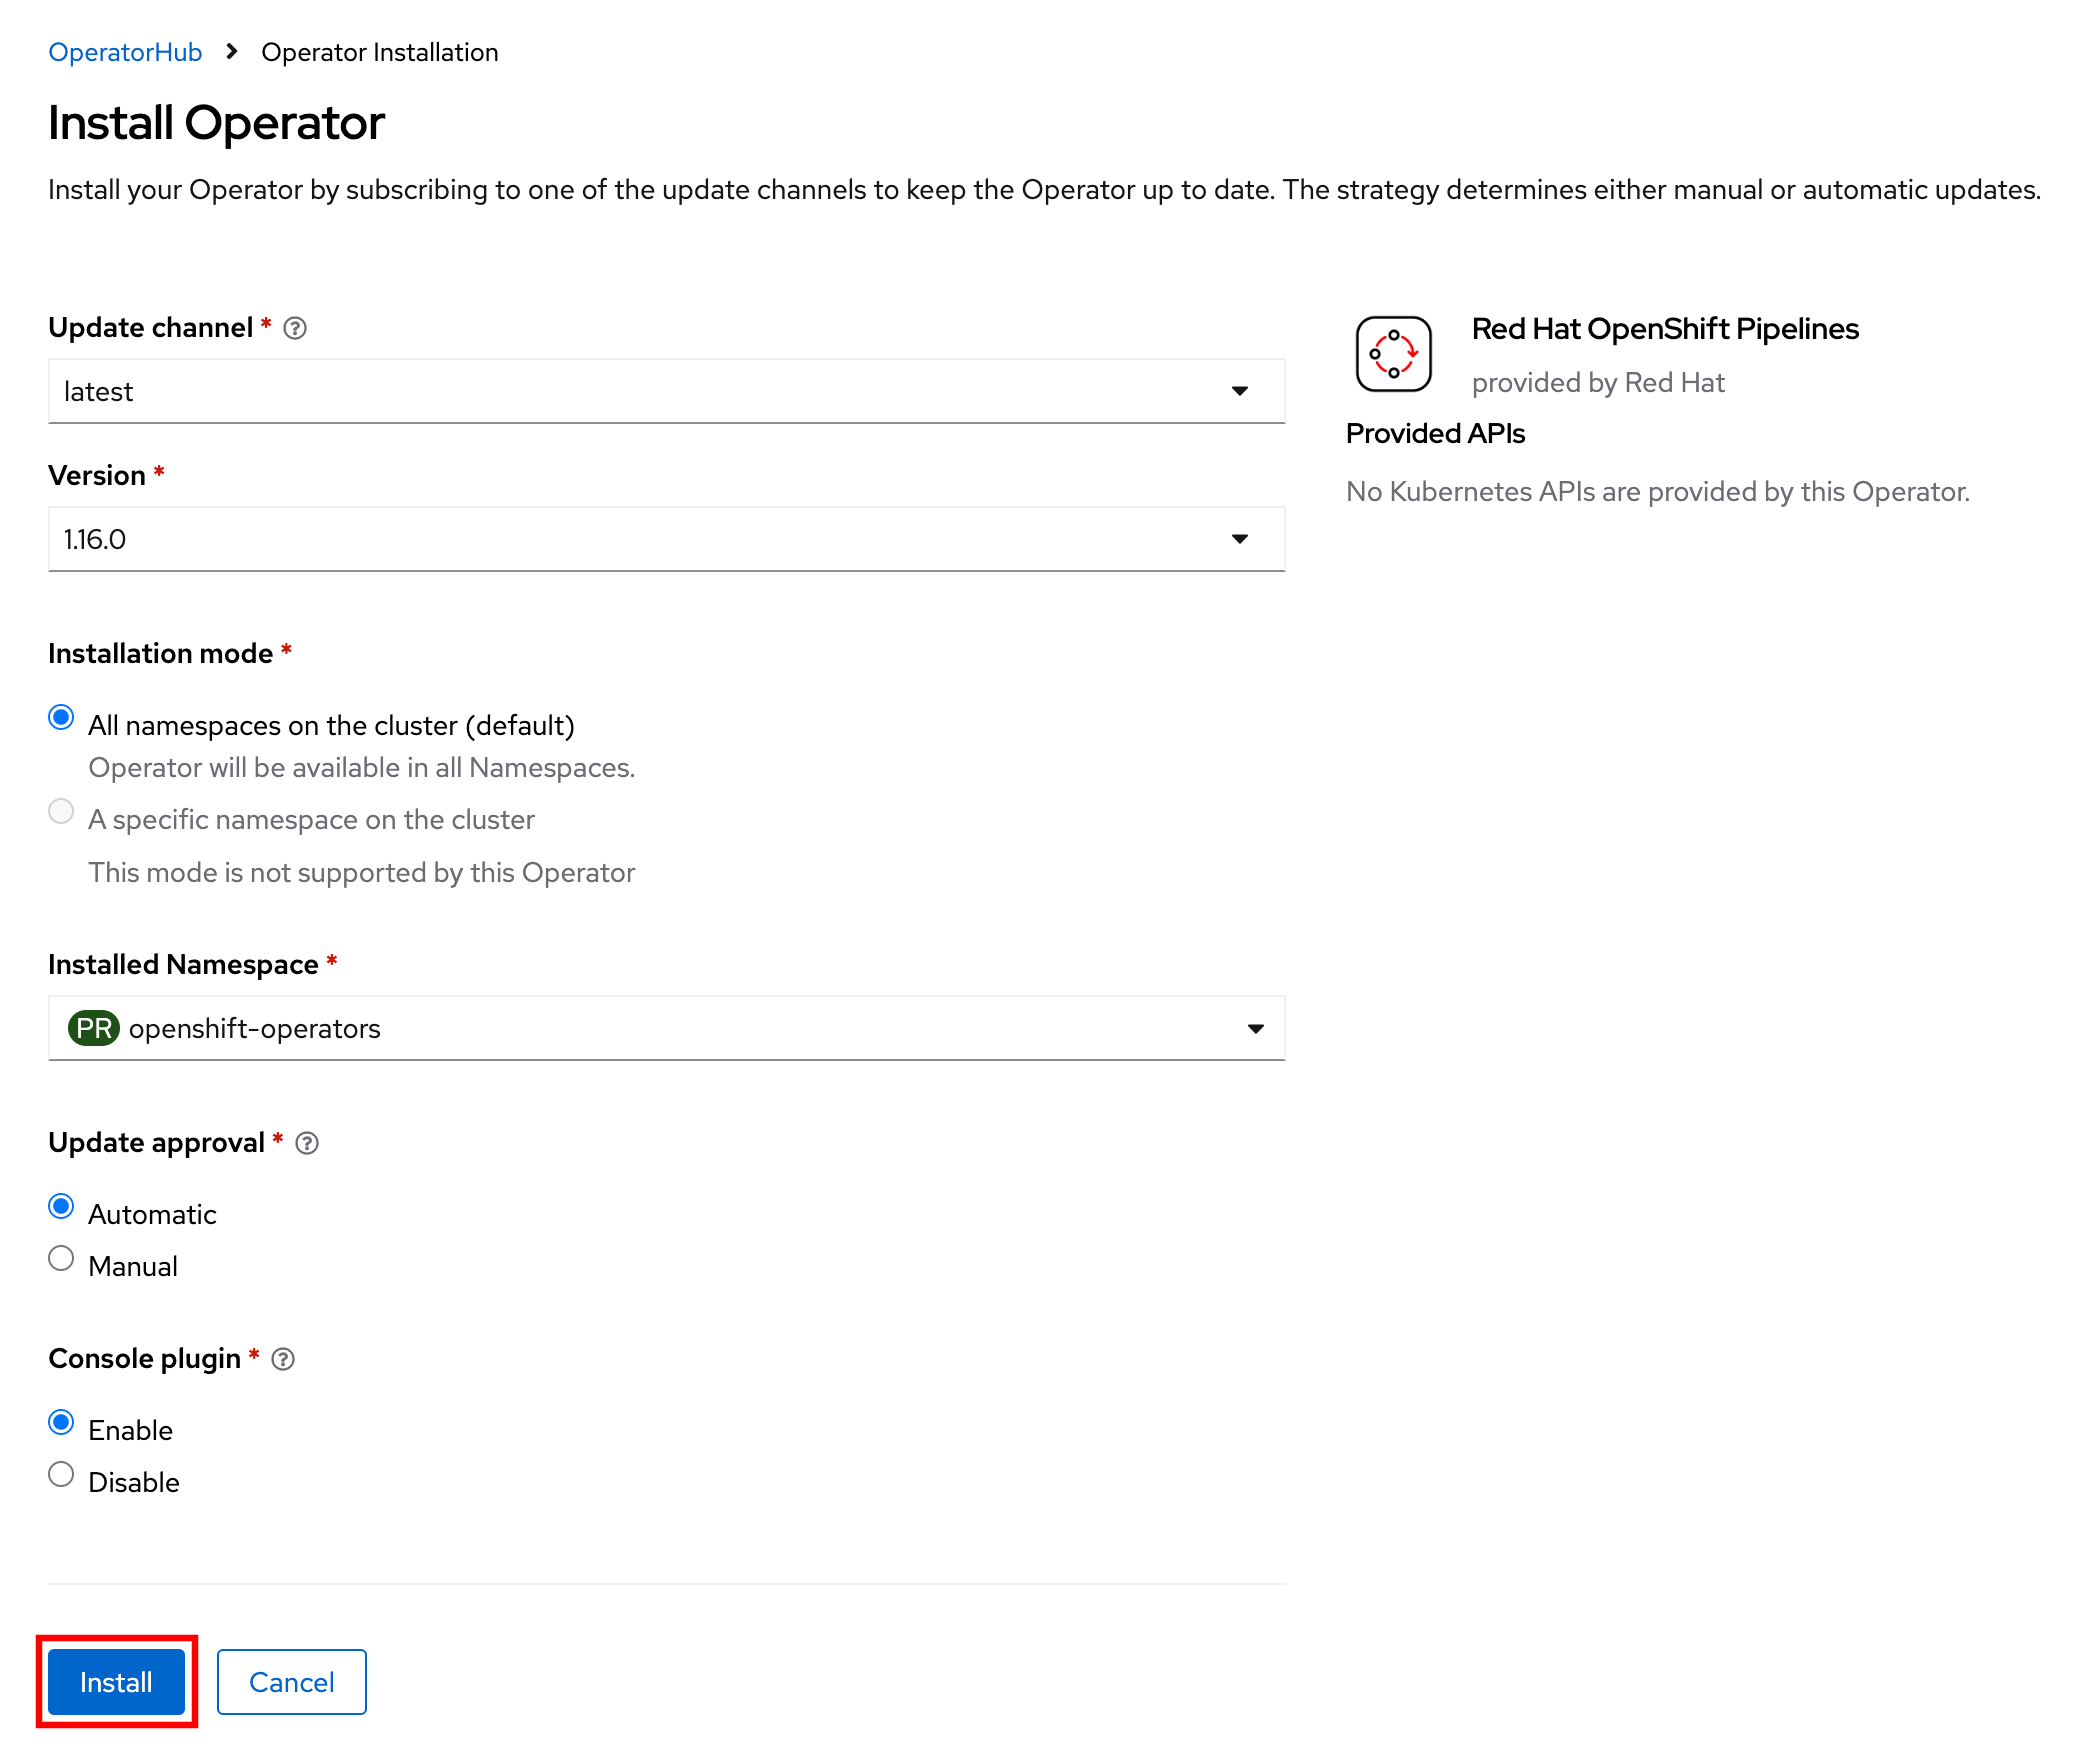 OperatorHub > Operator Installation
Install Operator
Install your Operator by subscribing to one of the update channels to keep the Operator up to date. The strategy determines either manual or automatic updates.
Update channel *
latest
Version *
1.16.0
Installation mode *
All namespaces on the cluster (default)
Operator will be available in all Namespaces.
A specific namespace on the cluster
This mode is not supported by this Operator
Installed Namespace *
PR openshift-operators
Update approval *
Automatic
Manual
Console plugin *
Enable
Disable
Install Cancel
Red Hat OpenShift Pipelines
provided by Red Hat
Provided APIs
No Kubernetes APIs are provided by this Operator.